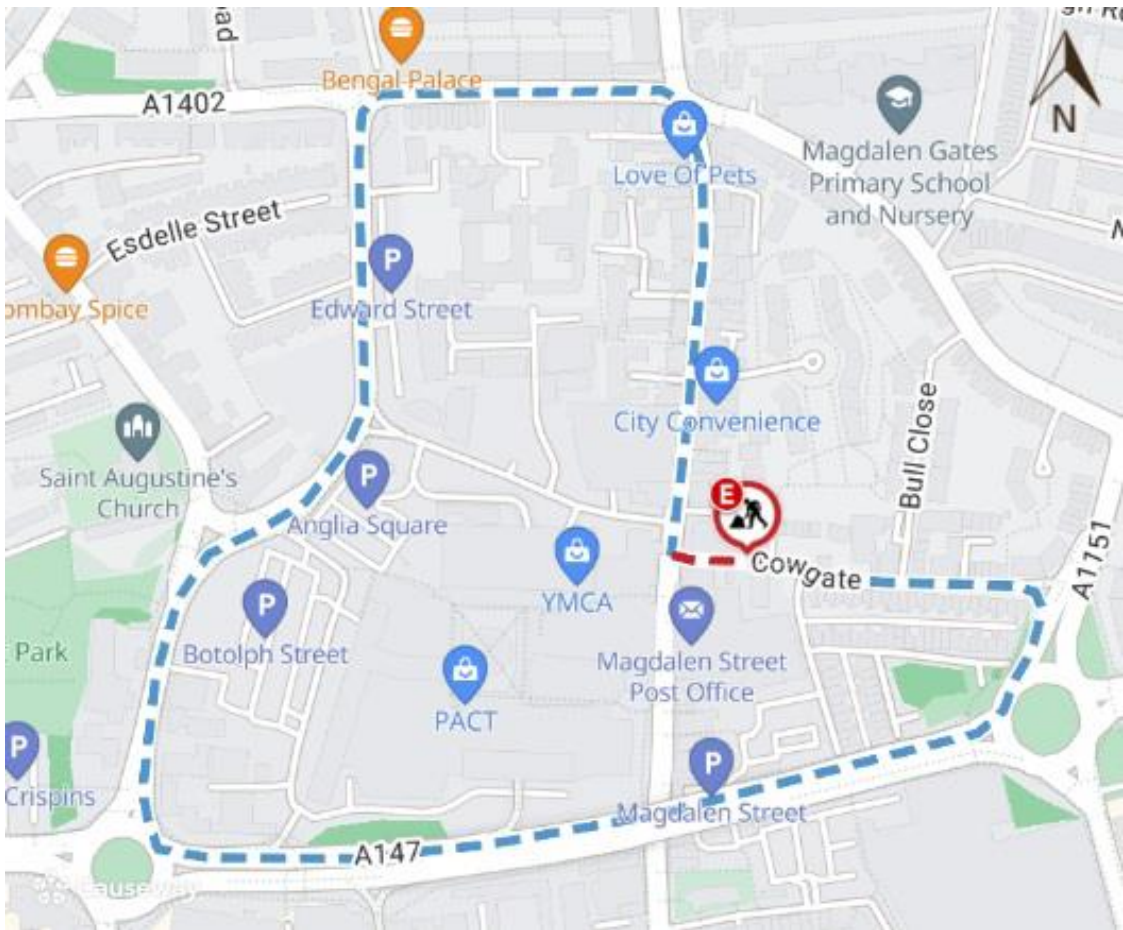 ad
Bengal Palace
A1402
N
Love Of Pets
Magdalen Gates
Primary School
and Nursery
Esdelle Street
P
ombay Spice
Edward Street
City Convenience
Bull Close
Saint Augustine's
Church
P
Anglia Square
E
Cowgate
A1151
YMCA
P
Botolph Street
Park
Magdalen Street
Post Office
PACT
P
Crispins
P
Magdalen Street
A147
Causeway